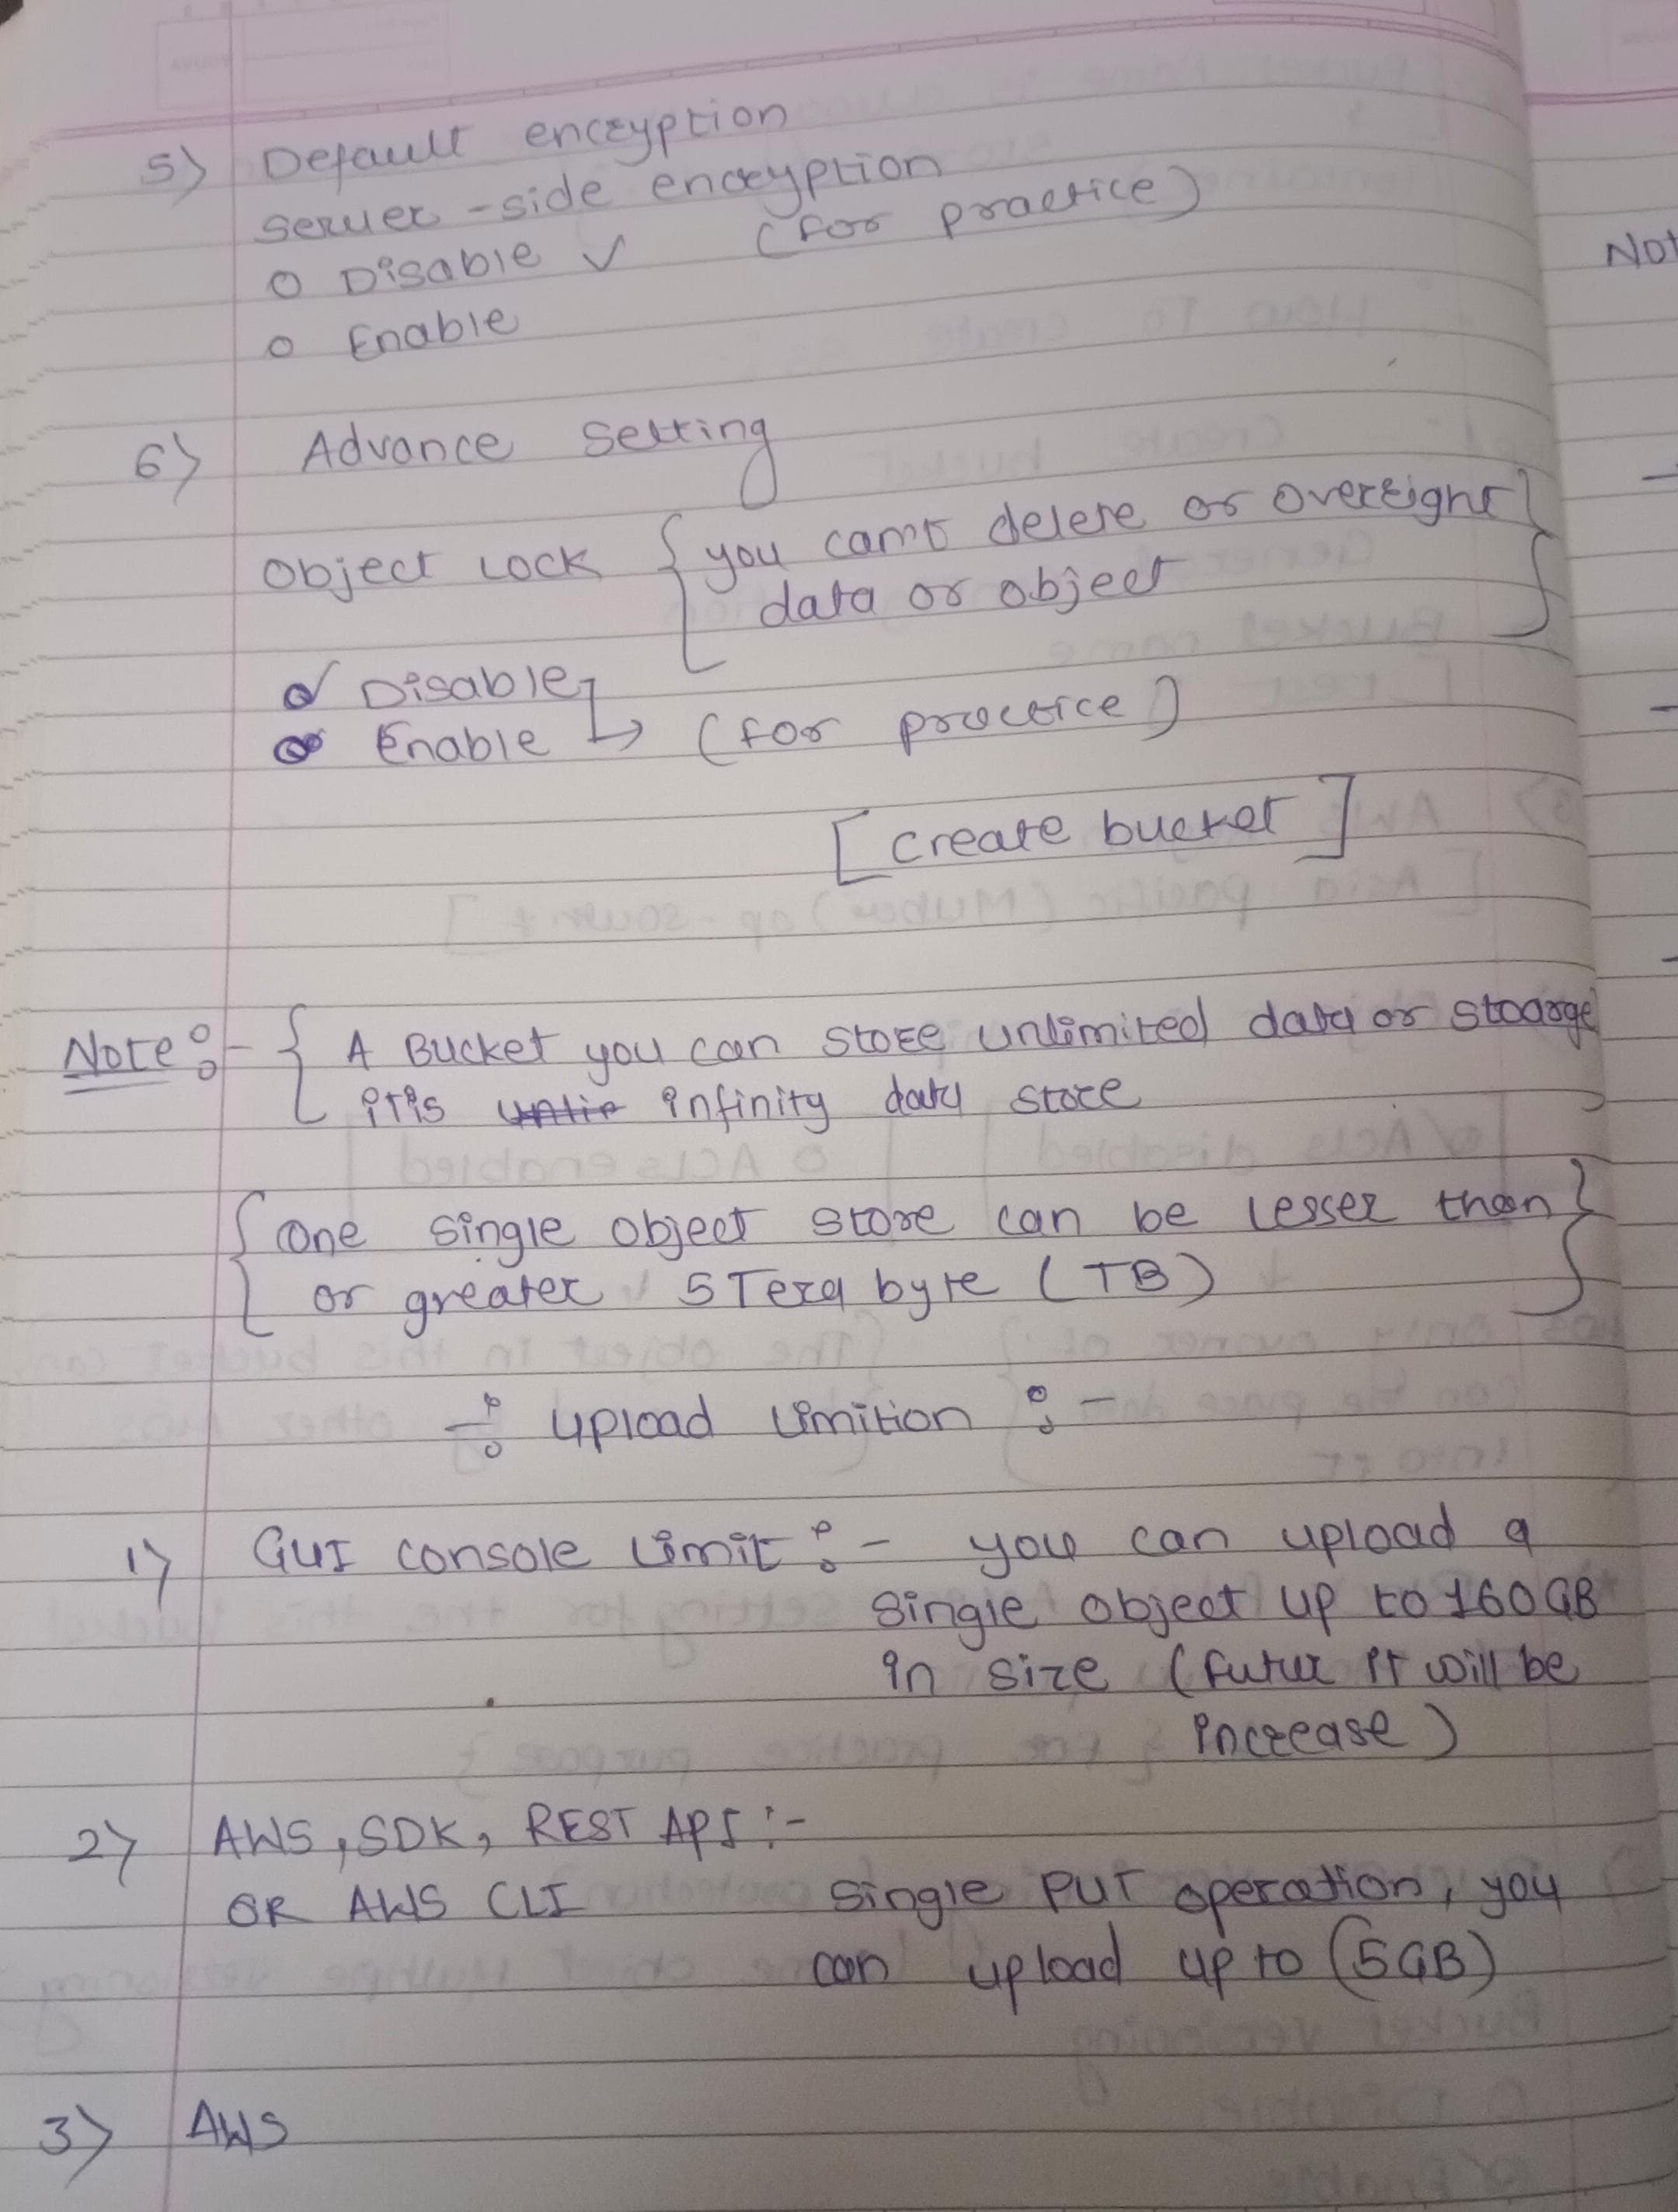 5) Default encryption
Server-side encryption
○ Disable ✓ (for practice)
○ Enable
6) Advance Setting
Object Lock { you can't delete or overright }
data or object
Disable
Enable ↳ (for practice)
[Create bucket]
Note :- { A Bucket you can store unlimited data or stoarge
it is infinity data store
{ One single object store can be lesser than }
or greater 5 Tera byte (TB)
-: Upload Limition :-
1) GUI console Limit :- you can upload a
single object up to 160 GB
in size (futur it will be
increase)
2) AWS, SDK, REST API :-
OR AWS CLI single PUT operation, you
can upload up to (5GB)
3) AWS
Not